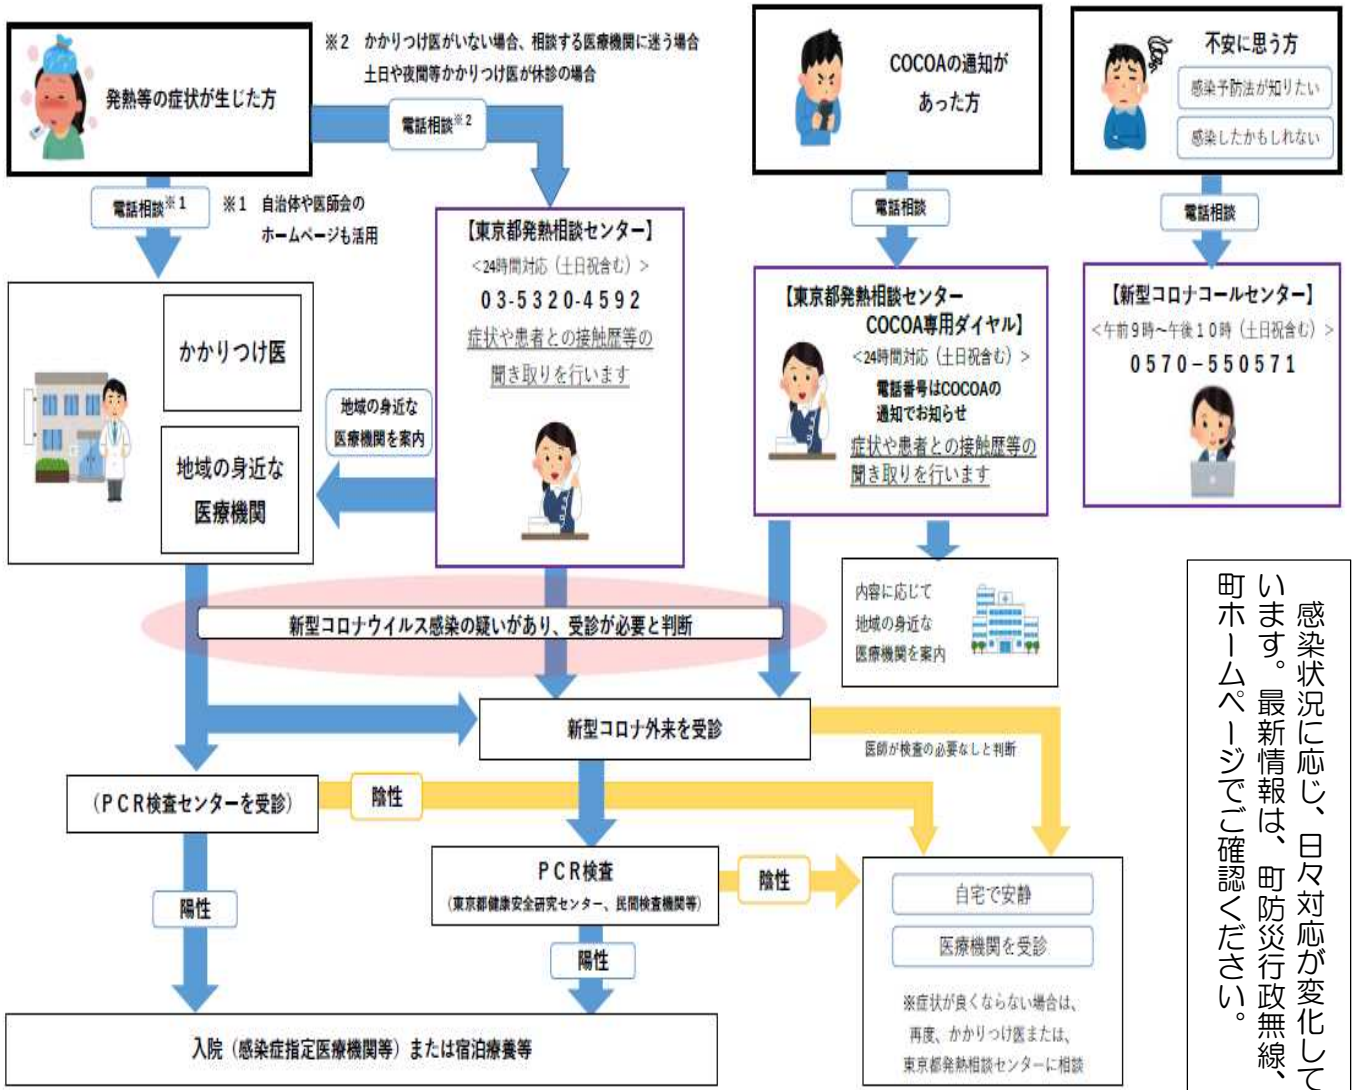 発熱等の症状が生じた方
※2　かかりつけ医がいない場合、相談する医療機関に迷う場合
土日や夜間等かかりつけ医が休診の場合
電話相談※2
電話相談※1
※1　自治体や医師会の
ホームページも活用
COCOAの通知が
あった方
電話相談
不安に思う方
感染予防法が知りたい
感染したかもしれない
電話相談
かかりつけ医
地域の身近な
医療機関
【東京都発熱相談センター】
＜24時間対応（土日祝含む）＞
03-5320-4592
症状や患者との接触歴等の
聞き取りを行います
地域の身近な
医療機関を案内
【東京都発熱相談センター
COCOA専用ダイヤル】
＜24時間対応（土日祝含む）＞
電話番号はCOCOAの
通知でお知らせ
症状や患者との接触歴等の
聞き取りを行います
【新型コロナコールセンター】
＜午前9時～午後10時（土日祝含む）＞
0570-550571
内容に応じて
地域の身近な
医療機関を案内
新型コロナウイルス感染の疑いがあり、受診が必要と判断
新型コロナ外来を受診
医師が検査の必要なしと判断
（PCR検査センターを受診）
陰性
PCR検査
（東京都健康安全研究センター、民間検査機関等）
陰性
陽性
陽性
自宅で安静
医療機関を受診
※症状が良くならない場合は、
再度、かかりつけ医または、
東京都発熱相談センターに相談
入院（感染症指定医療機関等）または宿泊療養等
感染状況に応じ、日々対応が変化して
います。最新情報は、町防災行政無線、
町ホームページでご確認ください。